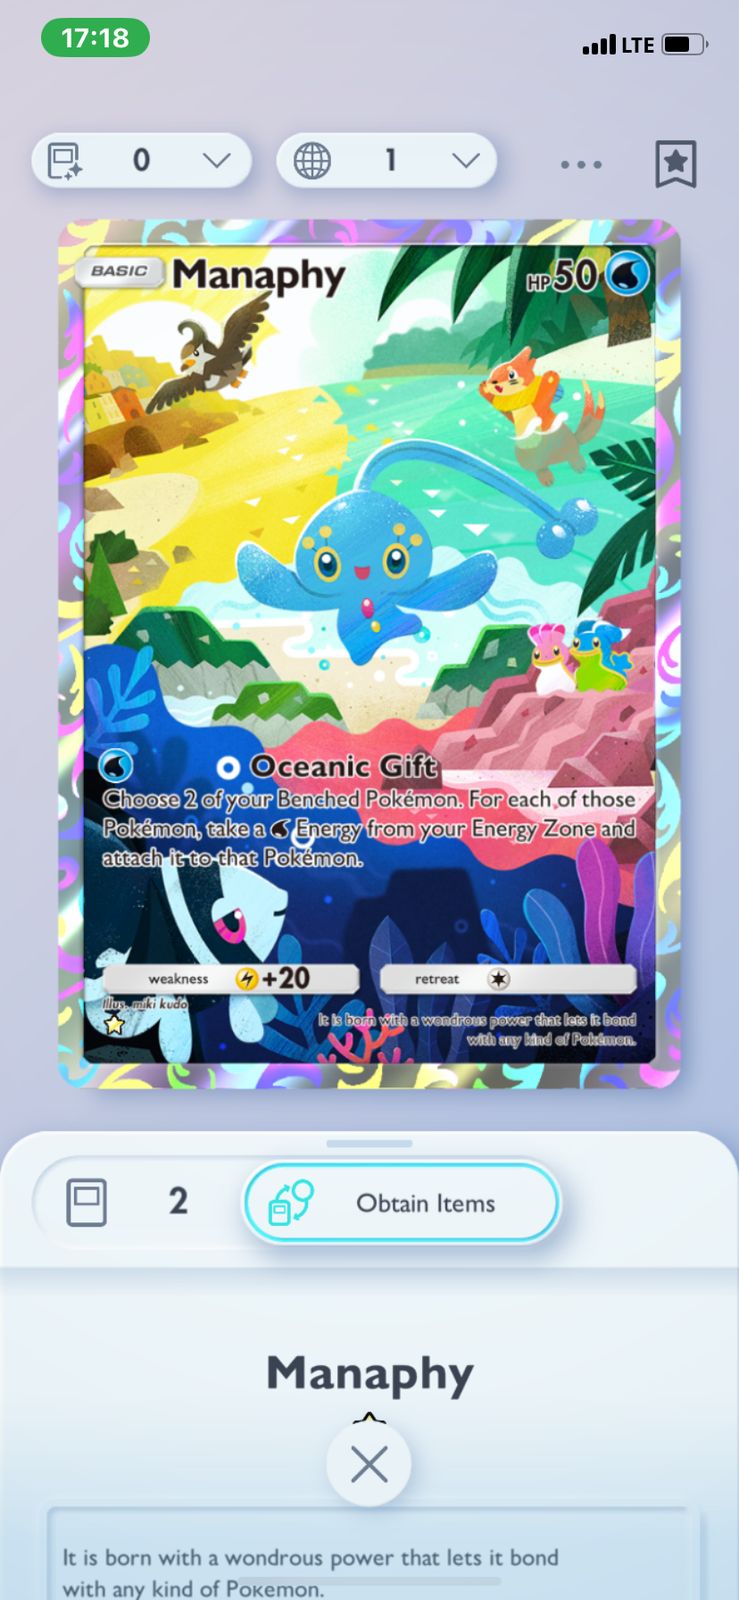 17:18
LTE
0
1
BASIC Manaphy HP 50
Oceanic Gift
Choose 2 of your Benched Pokémon. For each of those
Pokémon, take a Energy from your Energy Zone and
attach it to that Pokémon.
weakness +20 retreat
Illus. miki kudo
It is born with a wondrous power that lets it bond
with any kind of Pokémon.
2
Obtain Items
Manaphy
It is born with a wondrous power that lets it bond
with any kind of Pokémon.